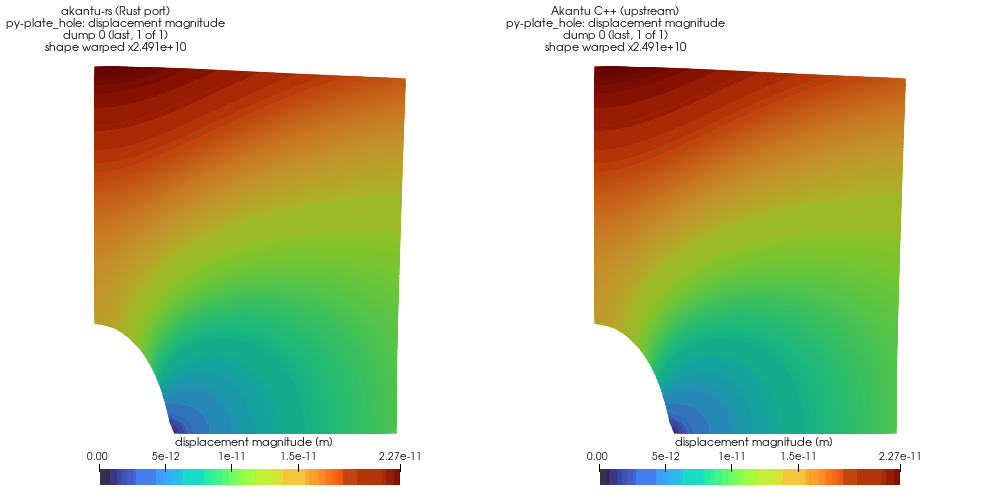 akantu-rs (Rust port)
py-plate_hole: displacement magnitude
dump 0 (last, 1 of 1)
shape warped x2.491e+10
displacement magnitude (m)
0.00 5e-12 1e-11 1.5e-11 2.27e-11
Akantu C++ (upstream)
py-plate_hole: displacement magnitude
dump 0 (last, 1 of 1)
shape warped x2.491e+10
displacement magnitude (m)
0.00 5e-12 1e-11 1.5e-11 2.27e-11